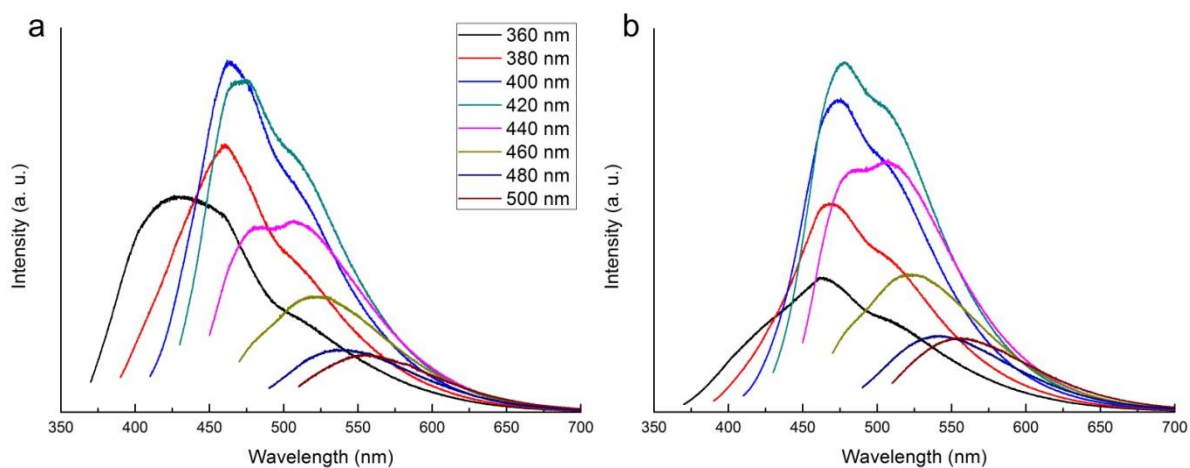 a
360 nm
380 nm
400 nm
420 nm
440 nm
460 nm
480 nm
500 nm
Intensity (a. u.)
350 400 450 500 550 600 650 700
Wavelength (nm)
b
Intensity (a. u.)
350 400 450 500 550 600 650 700
Wavelength (nm)